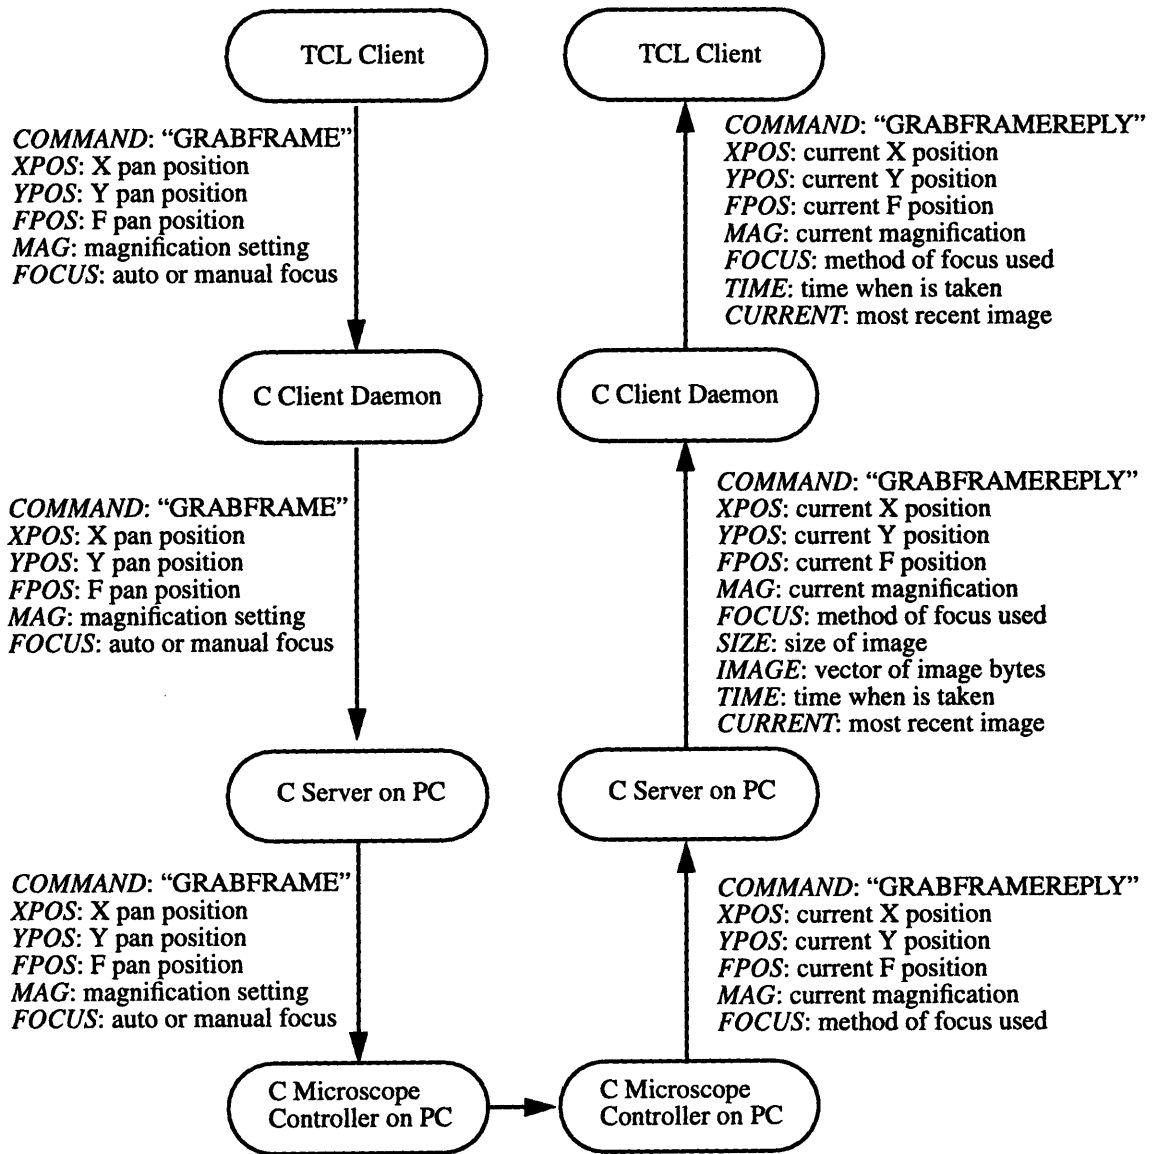 TCL Client
TCL Client
COMMAND: “GRABFRAME”
XPOS: X pan position
YPOS: Y pan position
FPOS: F pan position
MAG: magnification setting
FOCUS: auto or manual focus
COMMAND: “GRABFRAMEREPLY”
XPOS: current X position
YPOS: current Y position
FPOS: current F position
MAG: current magnification
FOCUS: method of focus used
TIME: time when is taken
CURRENT: most recent image
C Client Daemon
C Client Daemon
COMMAND: “GRABFRAME”
XPOS: X pan position
YPOS: Y pan position
FPOS: F pan position
MAG: magnification setting
FOCUS: auto or manual focus
COMMAND: “GRABFRAMEREPLY”
XPOS: current X position
YPOS: current Y position
FPOS: current F position
MAG: current magnification
FOCUS: method of focus used
SIZE: size of image
IMAGE: vector of image bytes
TIME: time when is taken
CURRENT: most recent image
C Server on PC
C Server on PC
COMMAND: “GRABFRAME”
XPOS: X pan position
YPOS: Y pan position
FPOS: F pan position
MAG: magnification setting
FOCUS: auto or manual focus
COMMAND: “GRABFRAMEREPLY”
XPOS: current X position
YPOS: current Y position
FPOS: current F position
MAG: current magnification
FOCUS: method of focus used
C Microscope
Controller on PC
C Microscope
Controller on PC